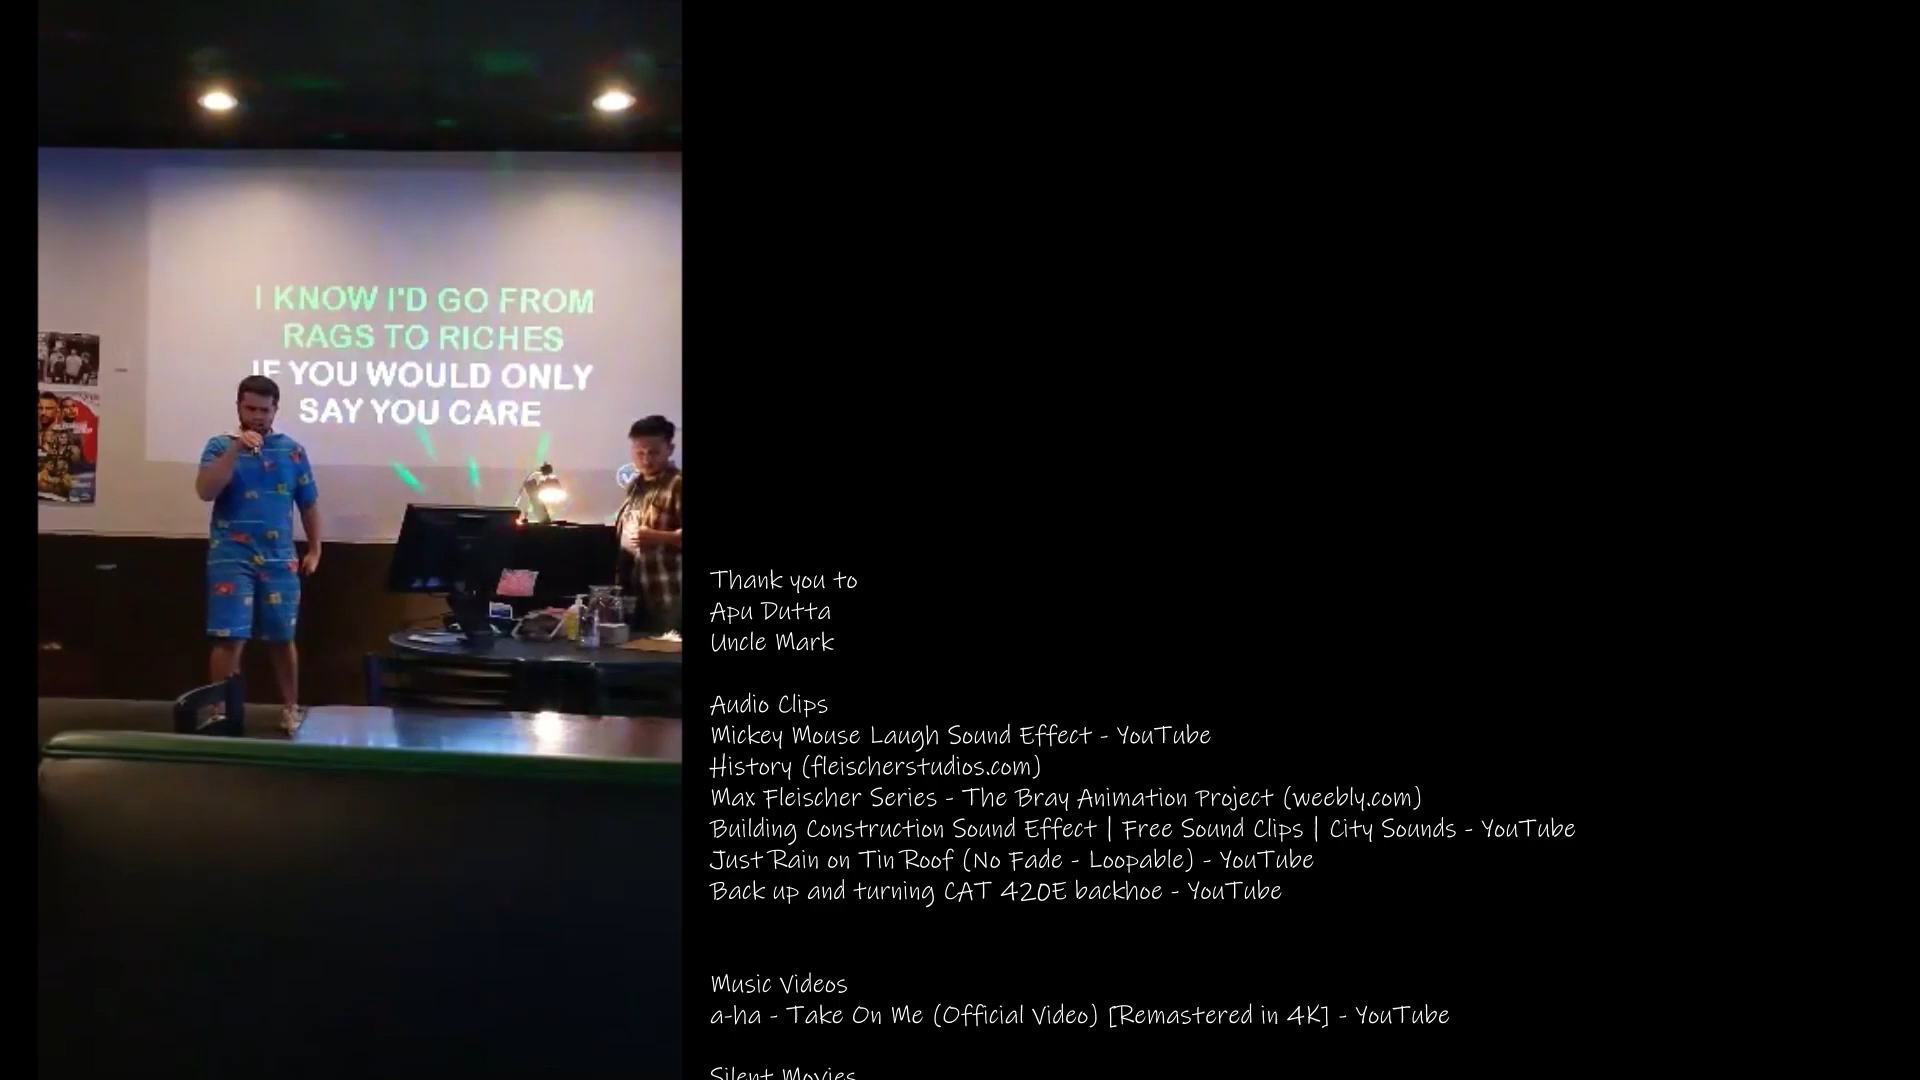 I KNOW I'D GO FROM
RAGS TO RICHES
IF YOU WOULD ONLY
SAY YOU CARE
Thank you to
Apu Dutta
Uncle Mark
Audio Clips
Mickey Mouse Laugh Sound Effect - YouTube
History (fleischerstudios.com)
Max Fleischer Series - The Bray Animation Project (weebly.com)
Building Construction Sound Effect | Free Sound Clips | City Sounds - YouTube
Just Rain on Tin Roof (No Fade - Loopable) - YouTube
Back up and turning CAT 420E backhoe - YouTube
Music Videos
a-ha - Take On Me (Official Video) [Remastered in 4K] - YouTube
Silent Movies